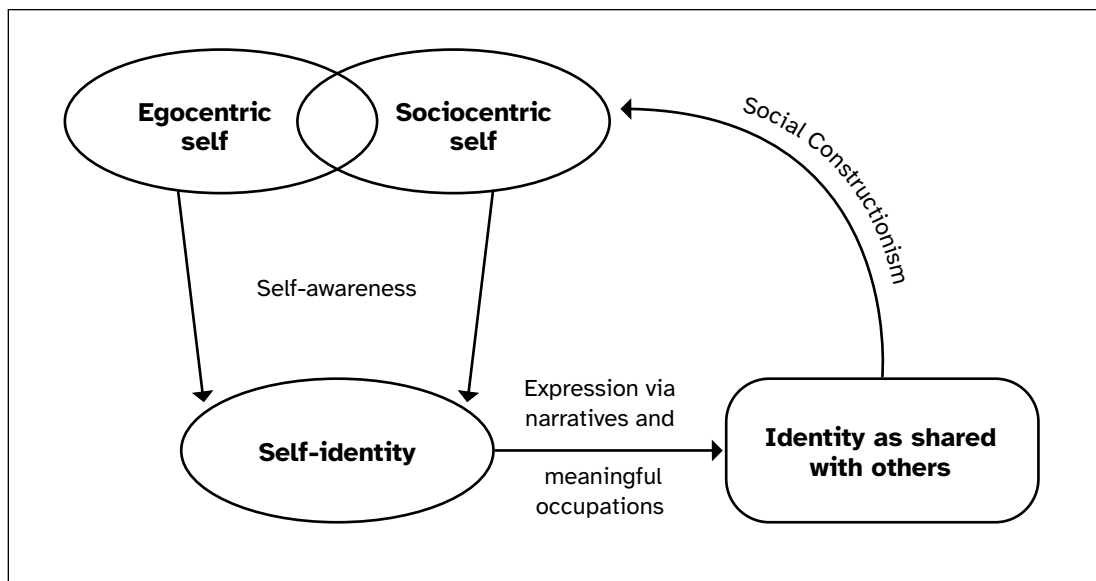 Egocentric
self
Sociocentric
self
Social Constructionism
Self-awareness
Expression via
narratives and
meaningful
occupations
Self-identity
Identity as shared
with others